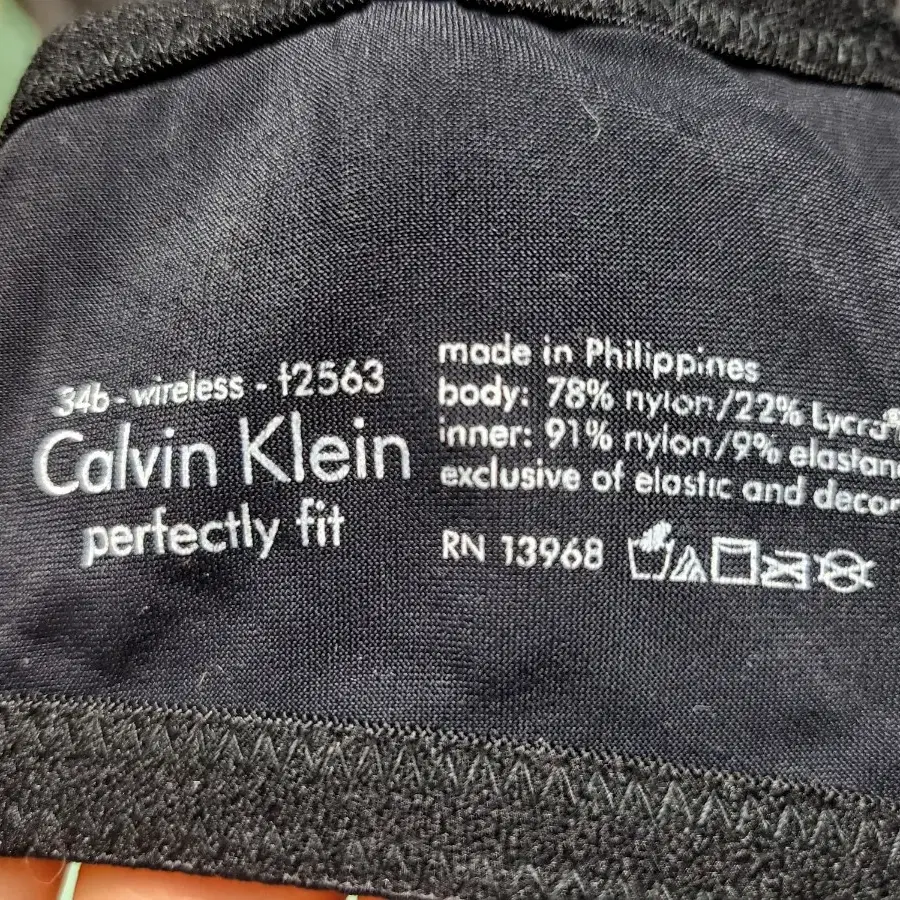 34b - wireless - f2563
Calvin Klein
perfectly fit
made in Philippines
body: 78% nylon/22% Lycra®
inner: 91% nylon/9% elastan
exclusive of elastic and decor
RN 13968